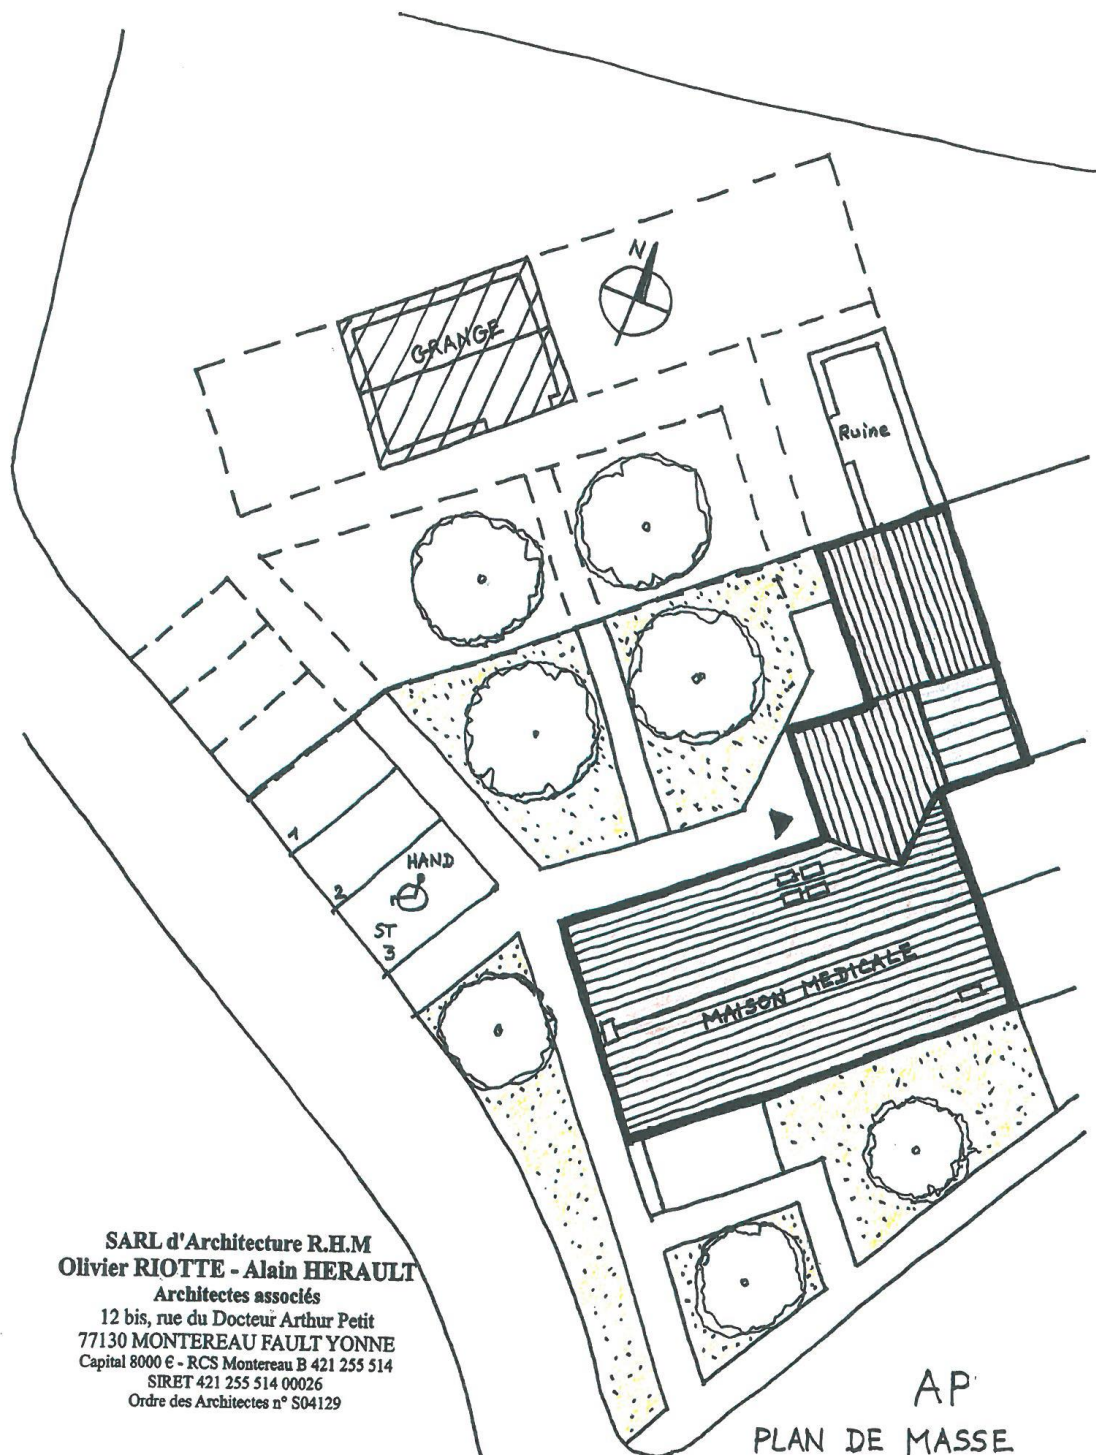 N
GRANGE
Ruine
1
2
HAND
ST
3
MAISON MEDICALE
SARL d'Architecture R.H.M
Olivier RIOTTE - Alain HERAULT
Architectes associés
12 bis, rue du Docteur Arthur Petit
77130 MONTEREAU FAULT YONNE
Capital 8000 € - RCS Montereau B 421 255 514
SIRET 421 255 514 00026
Ordre des Architectes n° S04129
AP
PLAN DE MASSE